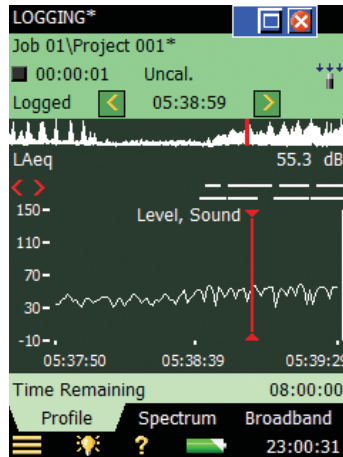 LOGGING*
Job 01\Project 001*
00:00:01 Uncal.
Logged < 05:38:59 >
LAeq 55.3 dB
< >
150
Level, Sound
110
70
30
-10
05:37:50 05:38:39 05:39:29
Time Remaining 08:00:00
Profile Spectrum Broadband
? 23:00:31